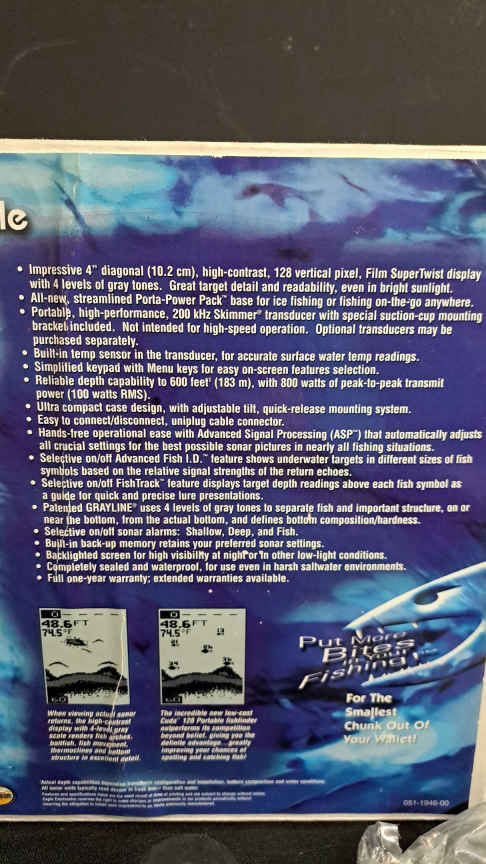 le
• Impressive 4" diagonal (10.2 cm), high-contrast, 128 vertical pixel, Film SuperTwist display
with 4 levels of gray tones. Great target detail and readability, even in bright sunlight.
• All-new, streamlined Porta-Power Pack™ base for ice fishing or fishing on-the-go anywhere.
• Portable, high-performance, 200 kHz Skimmer® transducer with special suction-cup mounting
bracket included. Not intended for high-speed operation. Optional transducers may be
purchased separately.
• Built-in temp sensor in the transducer, for accurate surface water temp readings.
• Simplified keypad with Menu keys for easy on-screen features selection.
• Reliable depth capability to 600 feet¹ (183 m), with 800 watts of peak-to-peak transmit
power (100 watts RMS).
• Ultra compact case design, with adjustable tilt, quick-release mounting system.
• Easy to connect/disconnect, uniplug cable connector.
• Hands-free operational ease with Advanced Signal Processing (ASP™) that automatically adjusts
all crucial settings for the best possible sonar pictures in nearly all fishing situations.
• Selective on/off Advanced Fish I.D.™ feature shows underwater targets in different sizes of fish
symbols based on the relative signal strengths of the return echoes.
• Selective on/off FishTrack™ feature displays target depth readings above each fish symbol as
a guide for quick and precise lure presentations.
• Patented GRAYLINE® uses 4 levels of gray tones to separate fish and important structure, on or
near the bottom, from the actual bottom, and defines bottom composition/hardness.
• Selective on/off sonar alarms: Shallow, Deep, and Fish.
• Built-in back-up memory retains your preferred sonar settings.
• Backlighted screen for high visibility at night or in other low-light conditions.
• Completely sealed and waterproof, for use even in harsh saltwater environments.
• Full one-year warranty; extended warranties available.
0
48.6FT
74.5°F
60
0
48.6FT
74.5°F
60
When viewing actual sonar
returns, the high-contrast
display with 4-level gray
scale renders fish arches,
baitfish, fish movement,
thermoclines and bottom
structure in excellent detail.
The incredible new low-cost
Cuda™ 128 Portable fishfinder
outperforms its competition
beyond belief, giving you the
definite advantage...greatly
improving your chances of
spotting and catching fish!
Put More
Bites
In Your
Fishing™
For The
Smallest
Chunk Out Of
Your Wallet!
081-1946-00